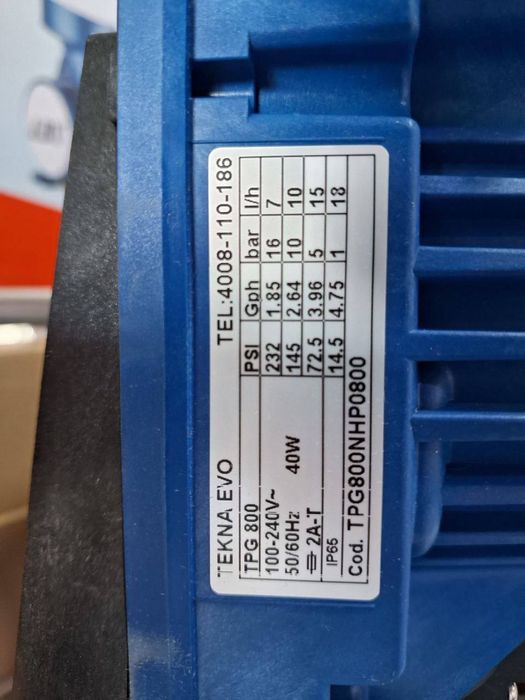 TEKNA EVO TEL:4008-110-186
TPG 800 PSI Gph bar l/h
100-240V~ 232 1.85 16 7
50/60Hz 40W 145 2.64 10 10
2A-T 72.5 3.96 5 15
IP65 14.5 4.75 1 18
Cod. TPG800NHP0800